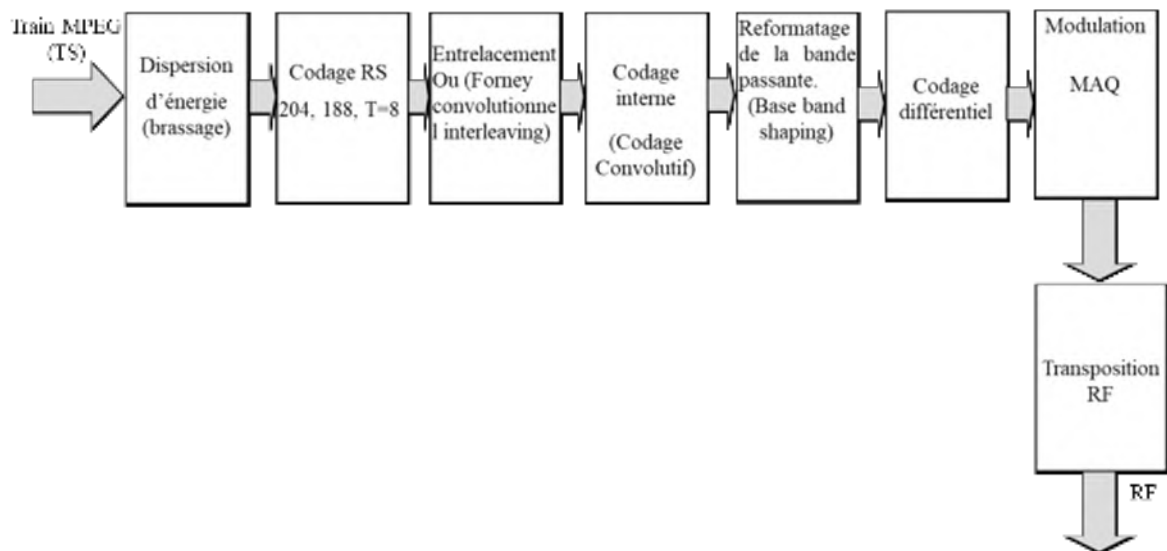 Train MPEG
(TS)
Dispersion
d'énergie
(brassage)
Codage RS
204, 188, T=8
Entrelacement
Ou (Forney
convolutionne
l interleaving)
Codage
interne
(Codage
Convolutif)
Reformatage
de la bande
passante.
(Base band
shaping)
Codage
différentiel
Modulation
MAQ
Transposition
RF
RF